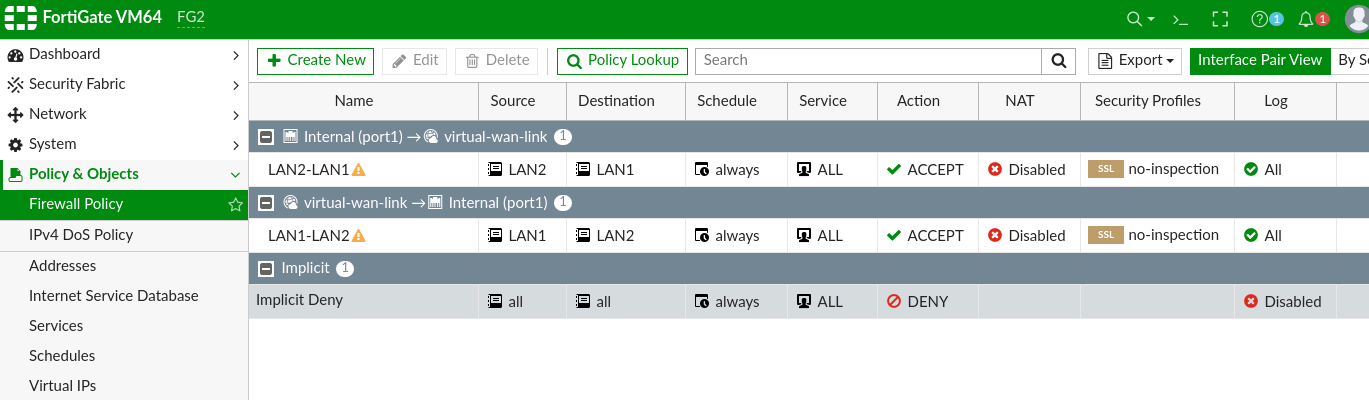 FortiGate VM64 FG2 1 1
Dashboard
Security Fabric
Network
System
Policy & Objects
Firewall Policy
IPv4 DoS Policy
Addresses
Internet Service Database
Services
Schedules
Virtual IPs
Create New Edit Delete Policy Lookup Search Export Interface Pair View By Se
Name Source Destination Schedule Service Action NAT Security Profiles Log
Internal (port1) → virtual-wan-link 1
LAN2-LAN1 LAN2 LAN1 always ALL ACCEPT Disabled SSL no-inspection All
virtual-wan-link → Internal (port1) 1
LAN1-LAN2 LAN1 LAN2 always ALL ACCEPT Disabled SSL no-inspection All
Implicit 1
Implicit Deny all all always ALL DENY Disabled